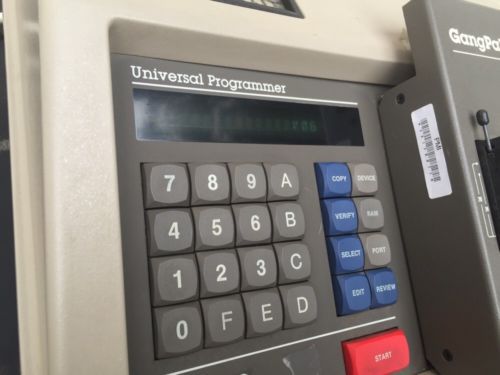 Universal Programmer
GangPa
7 8 9 A
4 5 6 B
1 2 3 C
0 F E D
COPY DEVICE
VERIFY RAM
SELECT PORT
EDIT REVIEW
START
PMI